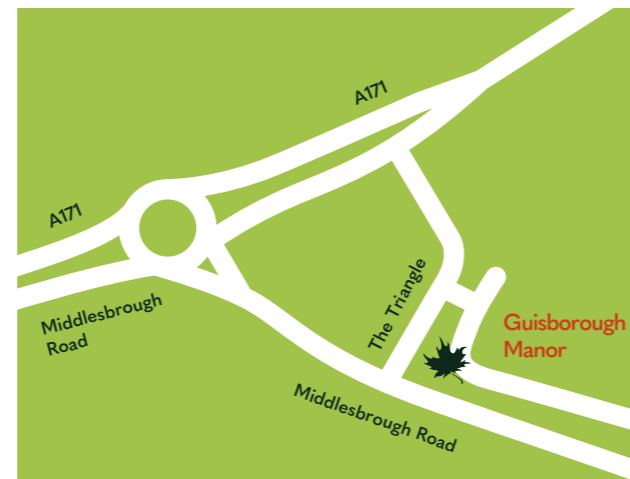 A171
A171
Middlesbrough
Road
The Triangle
Guisborough
Manor
Middlesbrough Road